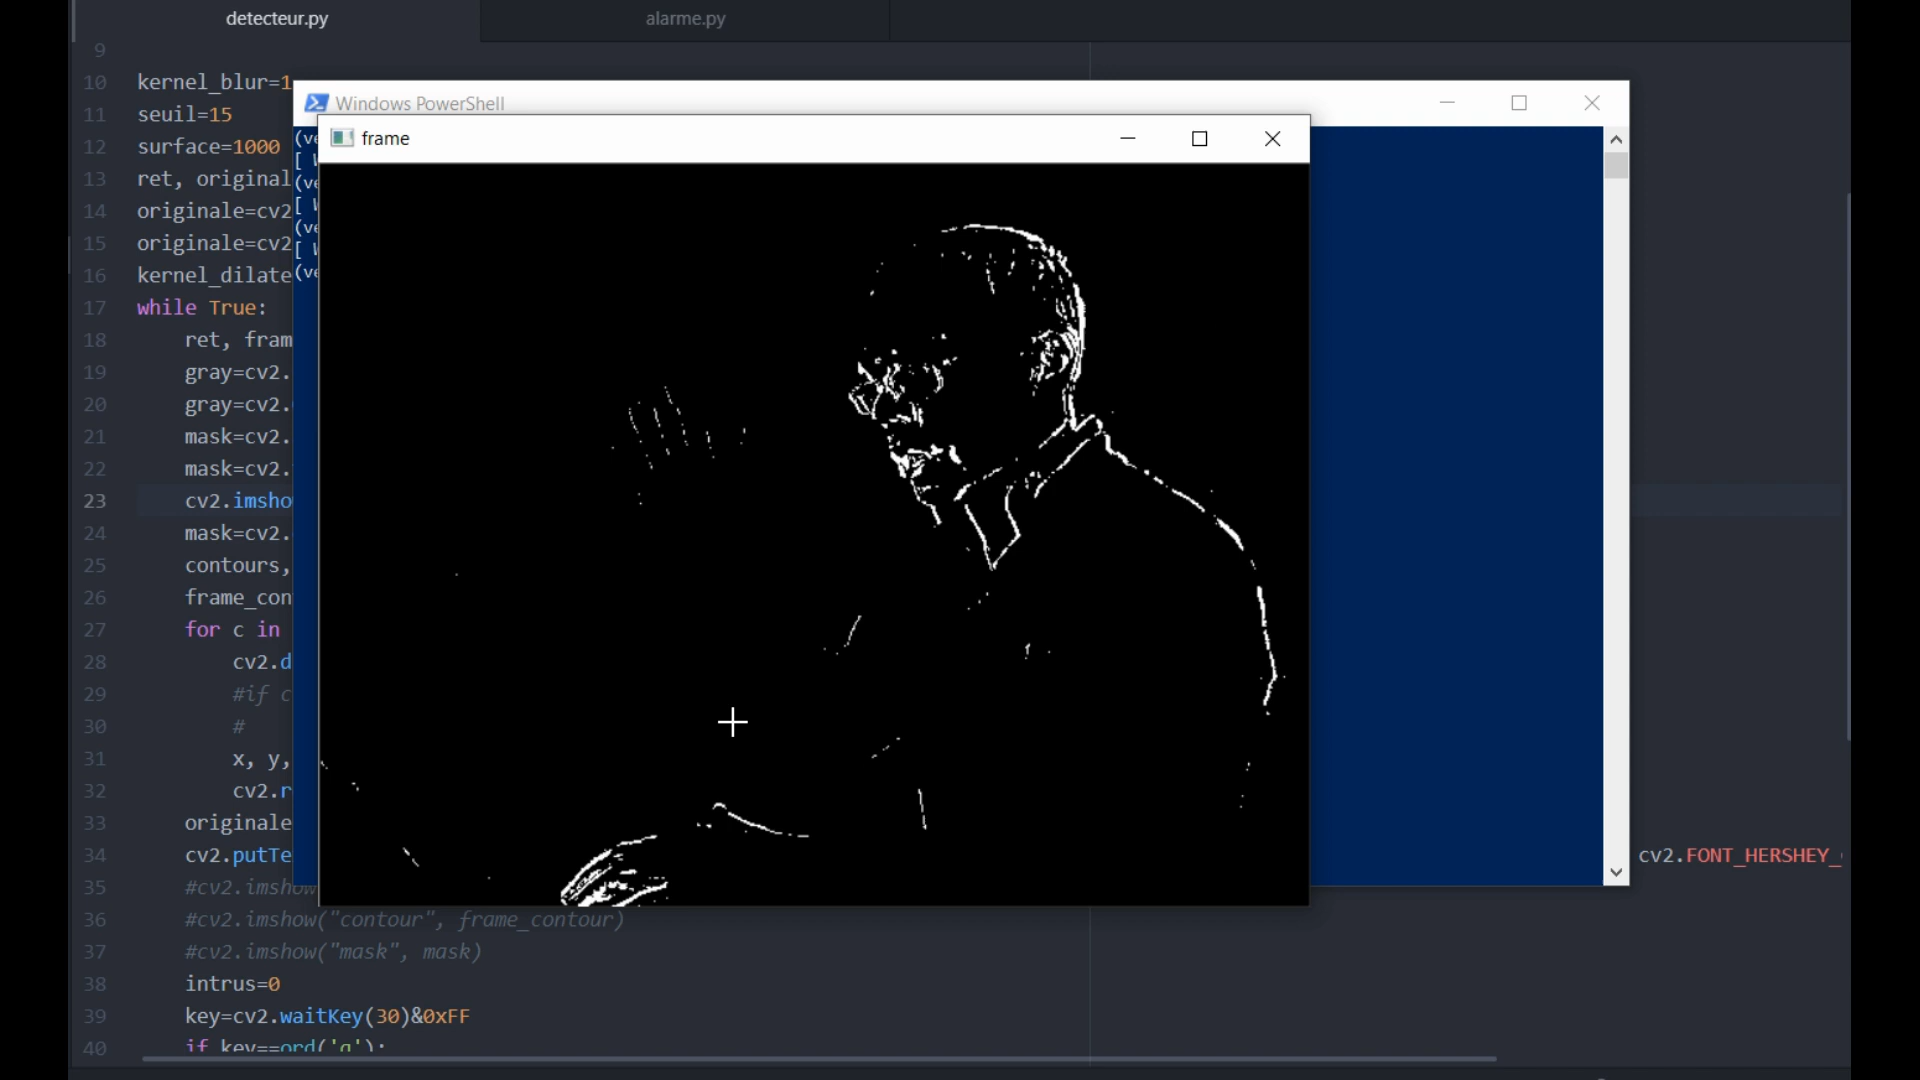 detecteur.py
alarme.py
9
10 kernel_blur=1
11 seuil=15
12 surface=1000
13 ret, original
14 originale=cv2
15 originale=cv2
16 kernel_dilate
17 while True:
18 ret, fram
19 gray=cv2.
20 gray=cv2.
21 mask=cv2.
22 mask=cv2.
23 cv2.imsho
24 mask=cv2.
25 contours,
26 frame_con
27 for c in
28 cv2.d
29 #if c
30 #
31 x, y,
32 cv2.r
33 originale
34 cv2.putTe
cv2.FONT_HERSHEY_
35 #cv2.imshow
36 #cv2.imshow("contour", frame_contour)
37 #cv2.imshow("mask", mask)
38 intrus=0
39 key=cv2.waitKey(30)&0xFF
40 if key==ord('q'):
Windows PowerShell
(ve
[ W
(ve
[ W
(ve
[ W
(ve
frame